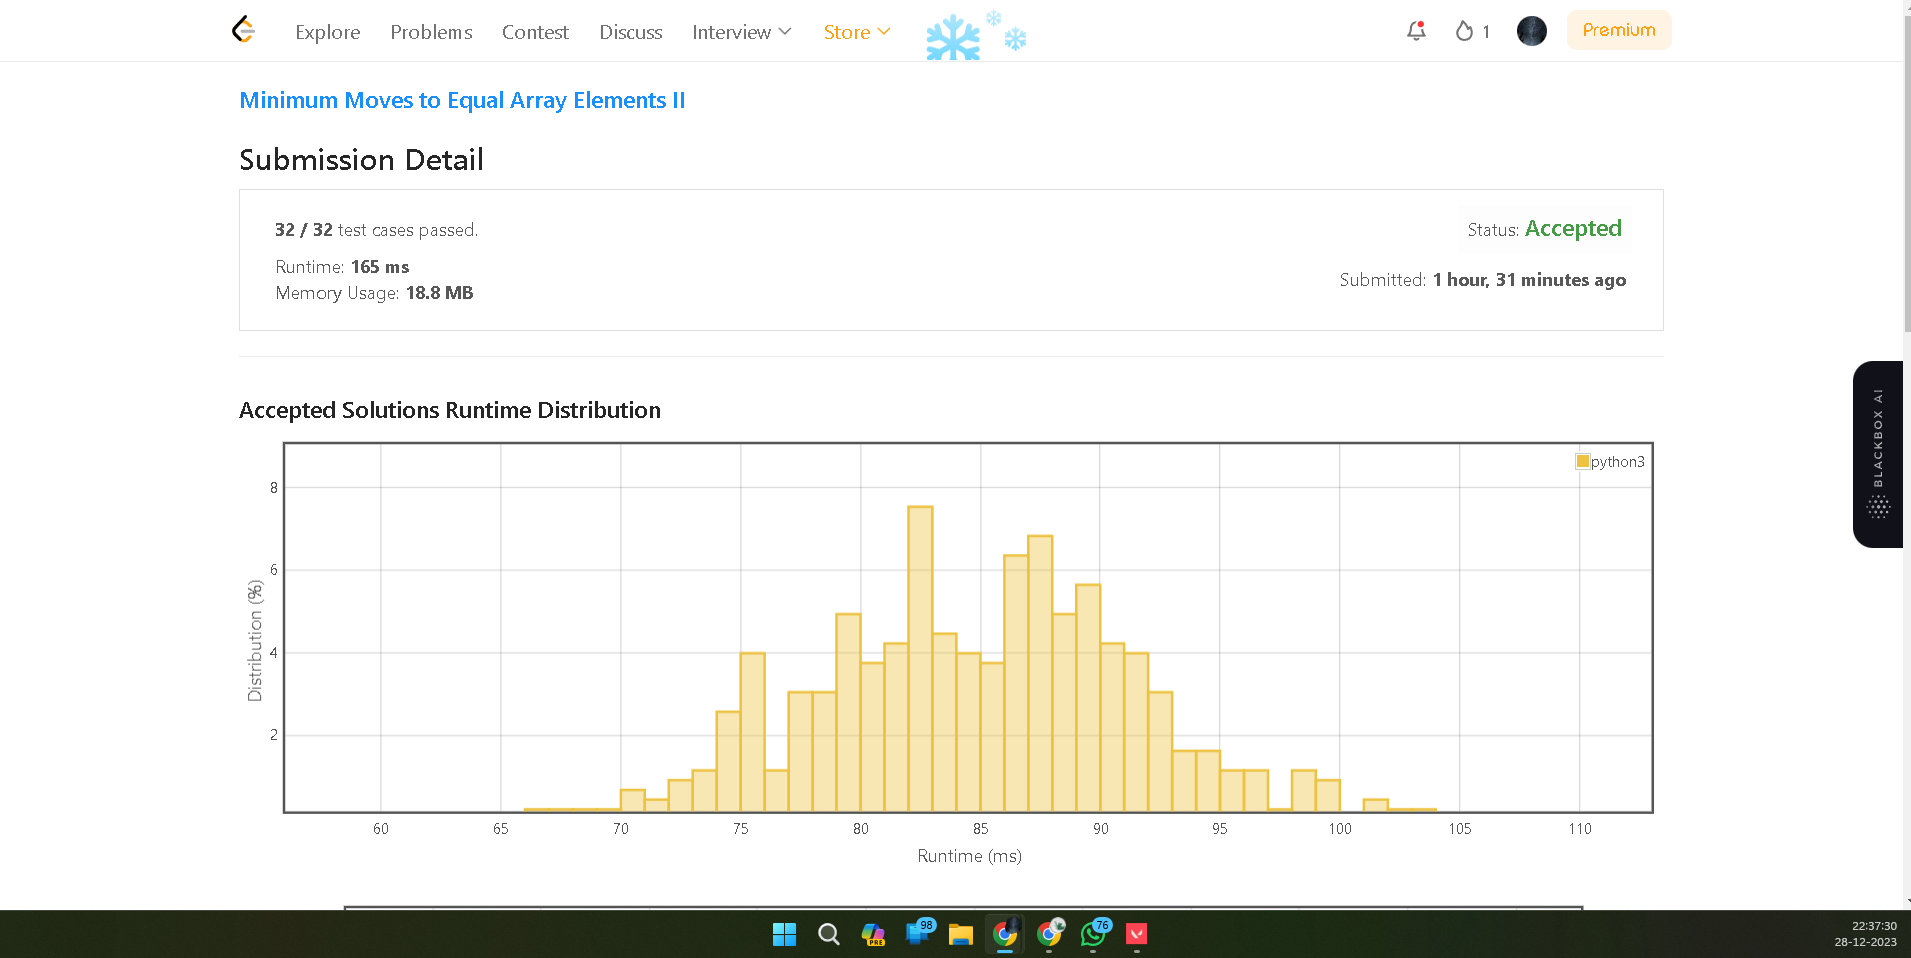 Explore Problems Contest Discuss Interview Store 1 Premium
Minimum Moves to Equal Array Elements II
Submission Detail
32 / 32 test cases passed.
Status: Accepted
Runtime: 165 ms
Submitted: 1 hour, 31 minutes ago
Memory Usage: 18.8 MB
BLACKBOX AI
Accepted Solutions Runtime Distribution
python3
8
6
4
2
Distribution (%)
60 65 70 75 80 85 90 95 100 105 110
Runtime (ms)
PRE
98
76
22:37:30
28-12-2023